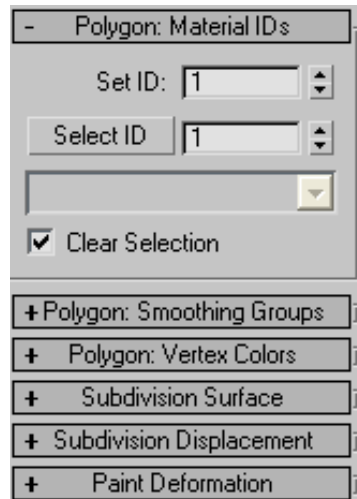 - Polygon: Material IDs
Set ID: 1
Select ID 1
Clear Selection
+ Polygon: Smoothing Groups
+ Polygon: Vertex Colors
+ Subdivision Surface
+ Subdivision Displacement
+ Paint Deformation